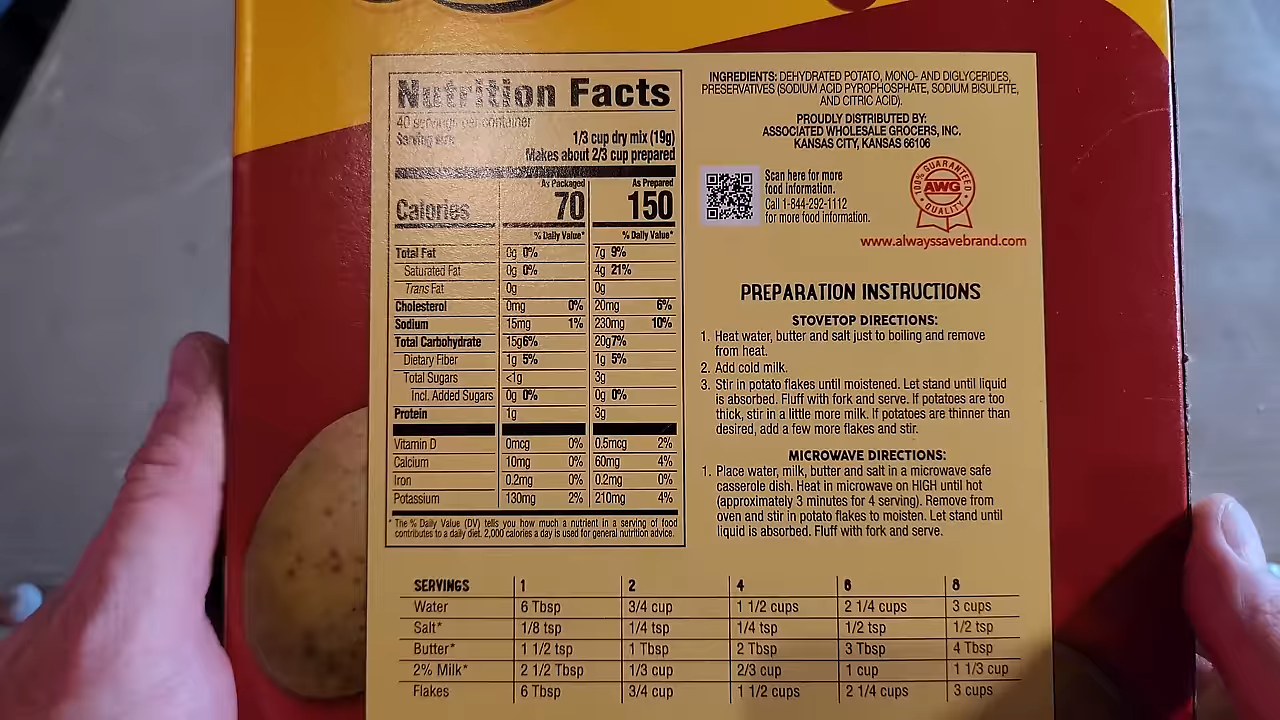 Nutrition Facts
40 servings per container
Serving size 1/3 cup dry mix (19g)
Makes about 2/3 cup prepared
As Packaged As Prepared
Calories 70 150
% Daily Value* % Daily Value*
Total Fat 0g 0% 7g 9%
Saturated Fat 0g 0% 4g 21%
Trans Fat 0g 0g
Cholesterol 0mg 0% 20mg 6%
Sodium 15mg 1% 230mg 10%
Total Carbohydrate 15g 6% 20g 7%
Dietary Fiber 1g 5% 1g 5%
Total Sugars <1g 3g
Incl. Added Sugars 0g 0% 0g 0%
Protein 1g 3g
Vitamin D 0mcg 0% 0.5mcg 2%
Calcium 10mg 0% 60mg 4%
Iron 0.2mg 0% 0.2mg 0%
Potassium 130mg 2% 210mg 4%
* The % Daily Value (DV) tells you how much a nutrient in a serving of food
contributes to a daily diet. 2,000 calories a day is used for general nutrition advice.
INGREDIENTS: DEHYDRATED POTATO, MONO- AND DIGLYCERIDES,
PRESERVATIVES (SODIUM ACID PYROPHOSPHATE, SODIUM BISULFITE,
AND CITRIC ACID).
PROUDLY DISTRIBUTED BY:
ASSOCIATED WHOLESALE GROCERS, INC.
KANSAS CITY, KANSAS 66106
Scan here for more
food information.
Call 1-844-292-1112
for more food information.
100% GUARANTEED
AWG
QUALITY
www.alwayssavebrand.com
PREPARATION INSTRUCTIONS
STOVETOP DIRECTIONS:
1. Heat water, butter and salt just to boiling and remove
from heat.
2. Add cold milk.
3. Stir in potato flakes until moistened. Let stand until liquid
is absorbed. Fluff with fork and serve. If potatoes are too
thick, stir in a little more milk. If potatoes are thinner than
desired, add a few more flakes and stir.
MICROWAVE DIRECTIONS:
1. Place water, milk, butter and salt in a microwave safe
casserole dish. Heat in microwave on HIGH until hot
(approximately 3 minutes for 4 serving). Remove from
oven and stir in potato flakes to moisten. Let stand until
liquid is absorbed. Fluff with fork and serve.
SERVINGS 1 2 4 6 8
Water 6 Tbsp 3/4 cup 1 1/2 cups 2 1/4 cups 3 cups
Salt* 1/8 tsp 1/4 tsp 1/4 tsp 1/2 tsp 1/2 tsp
Butter* 1 1/2 tsp 1 Tbsp 2 Tbsp 3 Tbsp 4 Tbsp
2% Milk* 2 1/2 Tbsp 1/3 cup 2/3 cup 1 cup 1 1/3 cup
Flakes 6 Tbsp 3/4 cup 1 1/2 cups 2 1/4 cups 3 cups